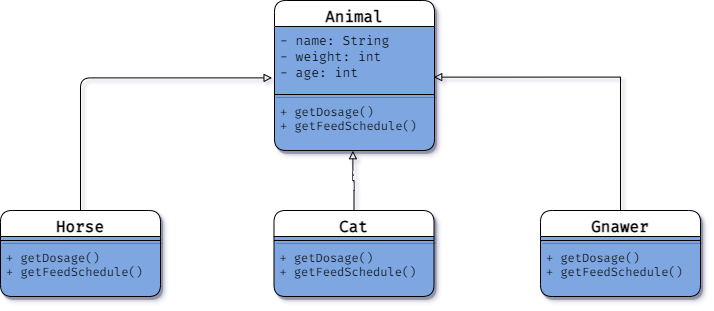 Animal
- name: String
- weight: int
- age: int
+ getDosage()
+ getFeedSchedule()
Horse
+ getDosage()
+ getFeedSchedule()
Cat
+ getDosage()
+ getFeedSchedule()
Gnawer
+ getDosage()
+ getFeedSchedule()